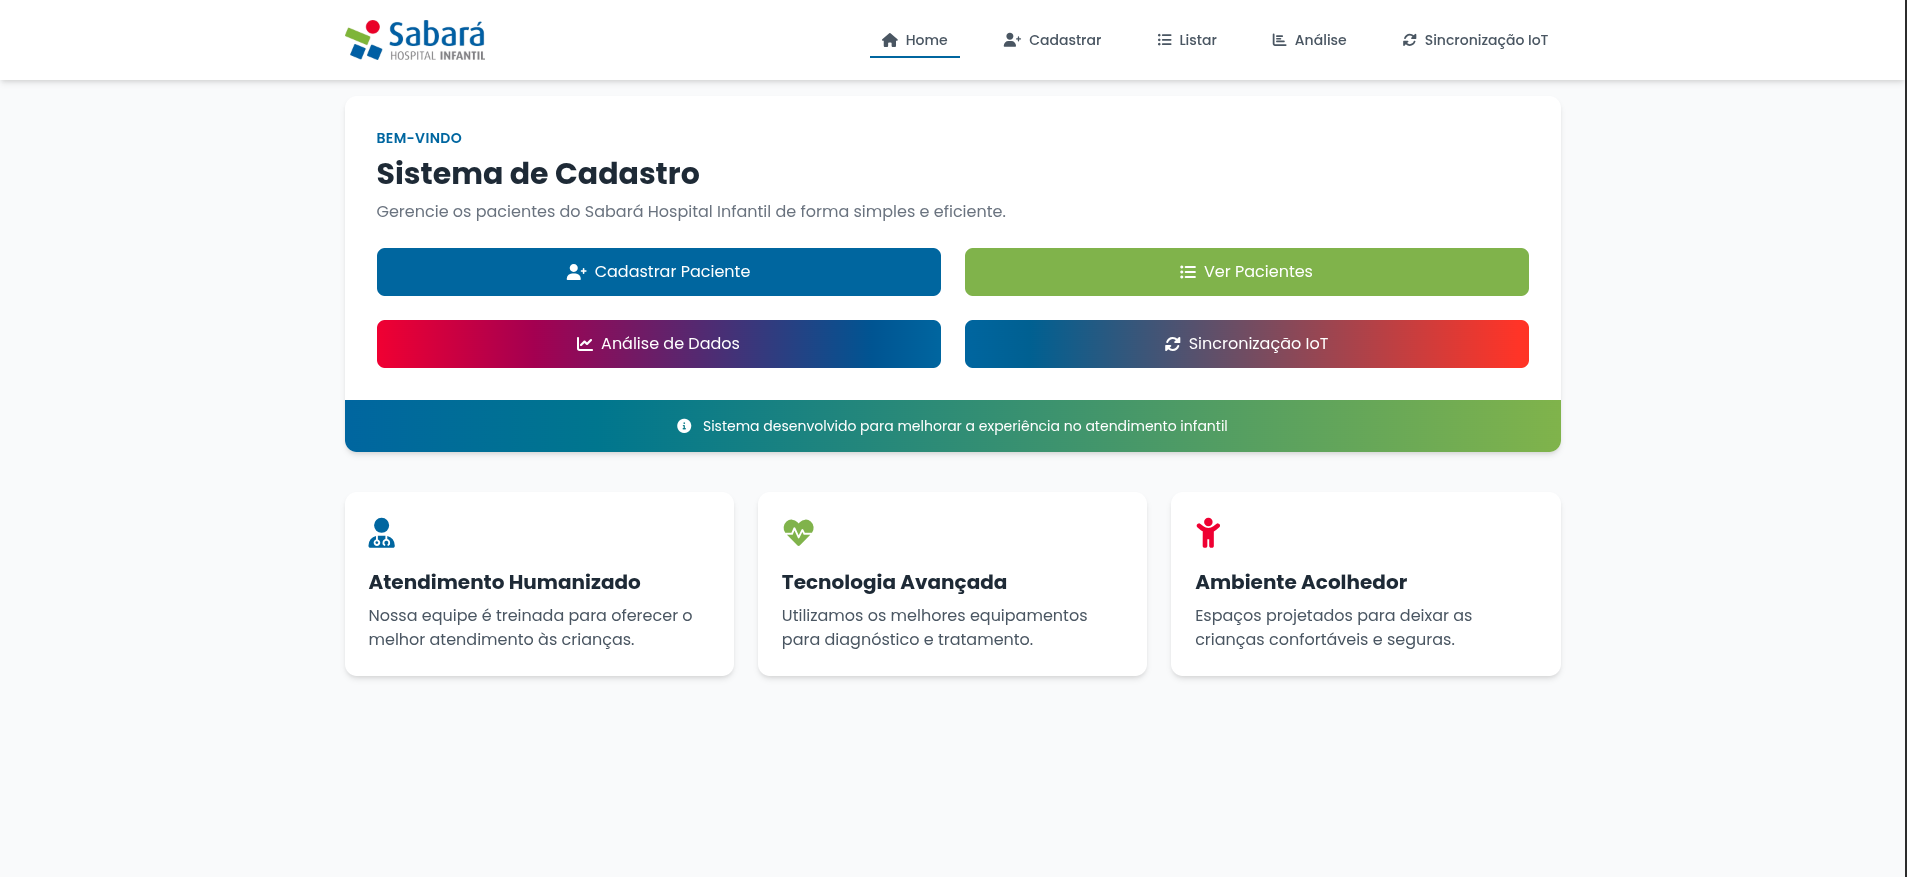 Sabará
HOSPITAL INFANTIL
Home
Cadastrar
Listar
Análise
Sincronização IoT
BEM-VINDO
Sistema de Cadastro
Gerencie os pacientes do Sabará Hospital Infantil de forma simples e eficiente.
Cadastrar Paciente
Ver Pacientes
Análise de Dados
Sincronização IoT
Sistema desenvolvido para melhorar a experiência no atendimento infantil
Atendimento Humanizado
Nossa equipe é treinada para oferecer o
melhor atendimento às crianças.
Tecnologia Avançada
Utilizamos os melhores equipamentos
para diagnóstico e tratamento.
Ambiente Acolhedor
Espaços projetados para deixar as
crianças confortáveis e seguras.